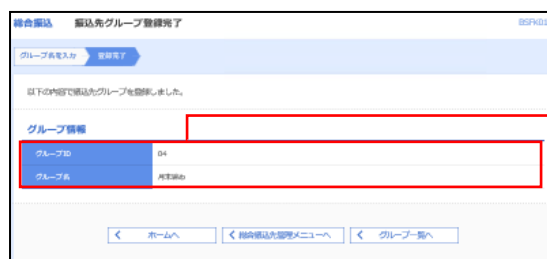 総合振込 振込先グループ登録完了 BSFK01
グループ名を入力 登録完了
以下の内容で振込先グループを登録しました。
グループ情報
グループID 04
グループ名 月末締め
ホームへ 総合振込先管理メニューへ グループ一覧へ